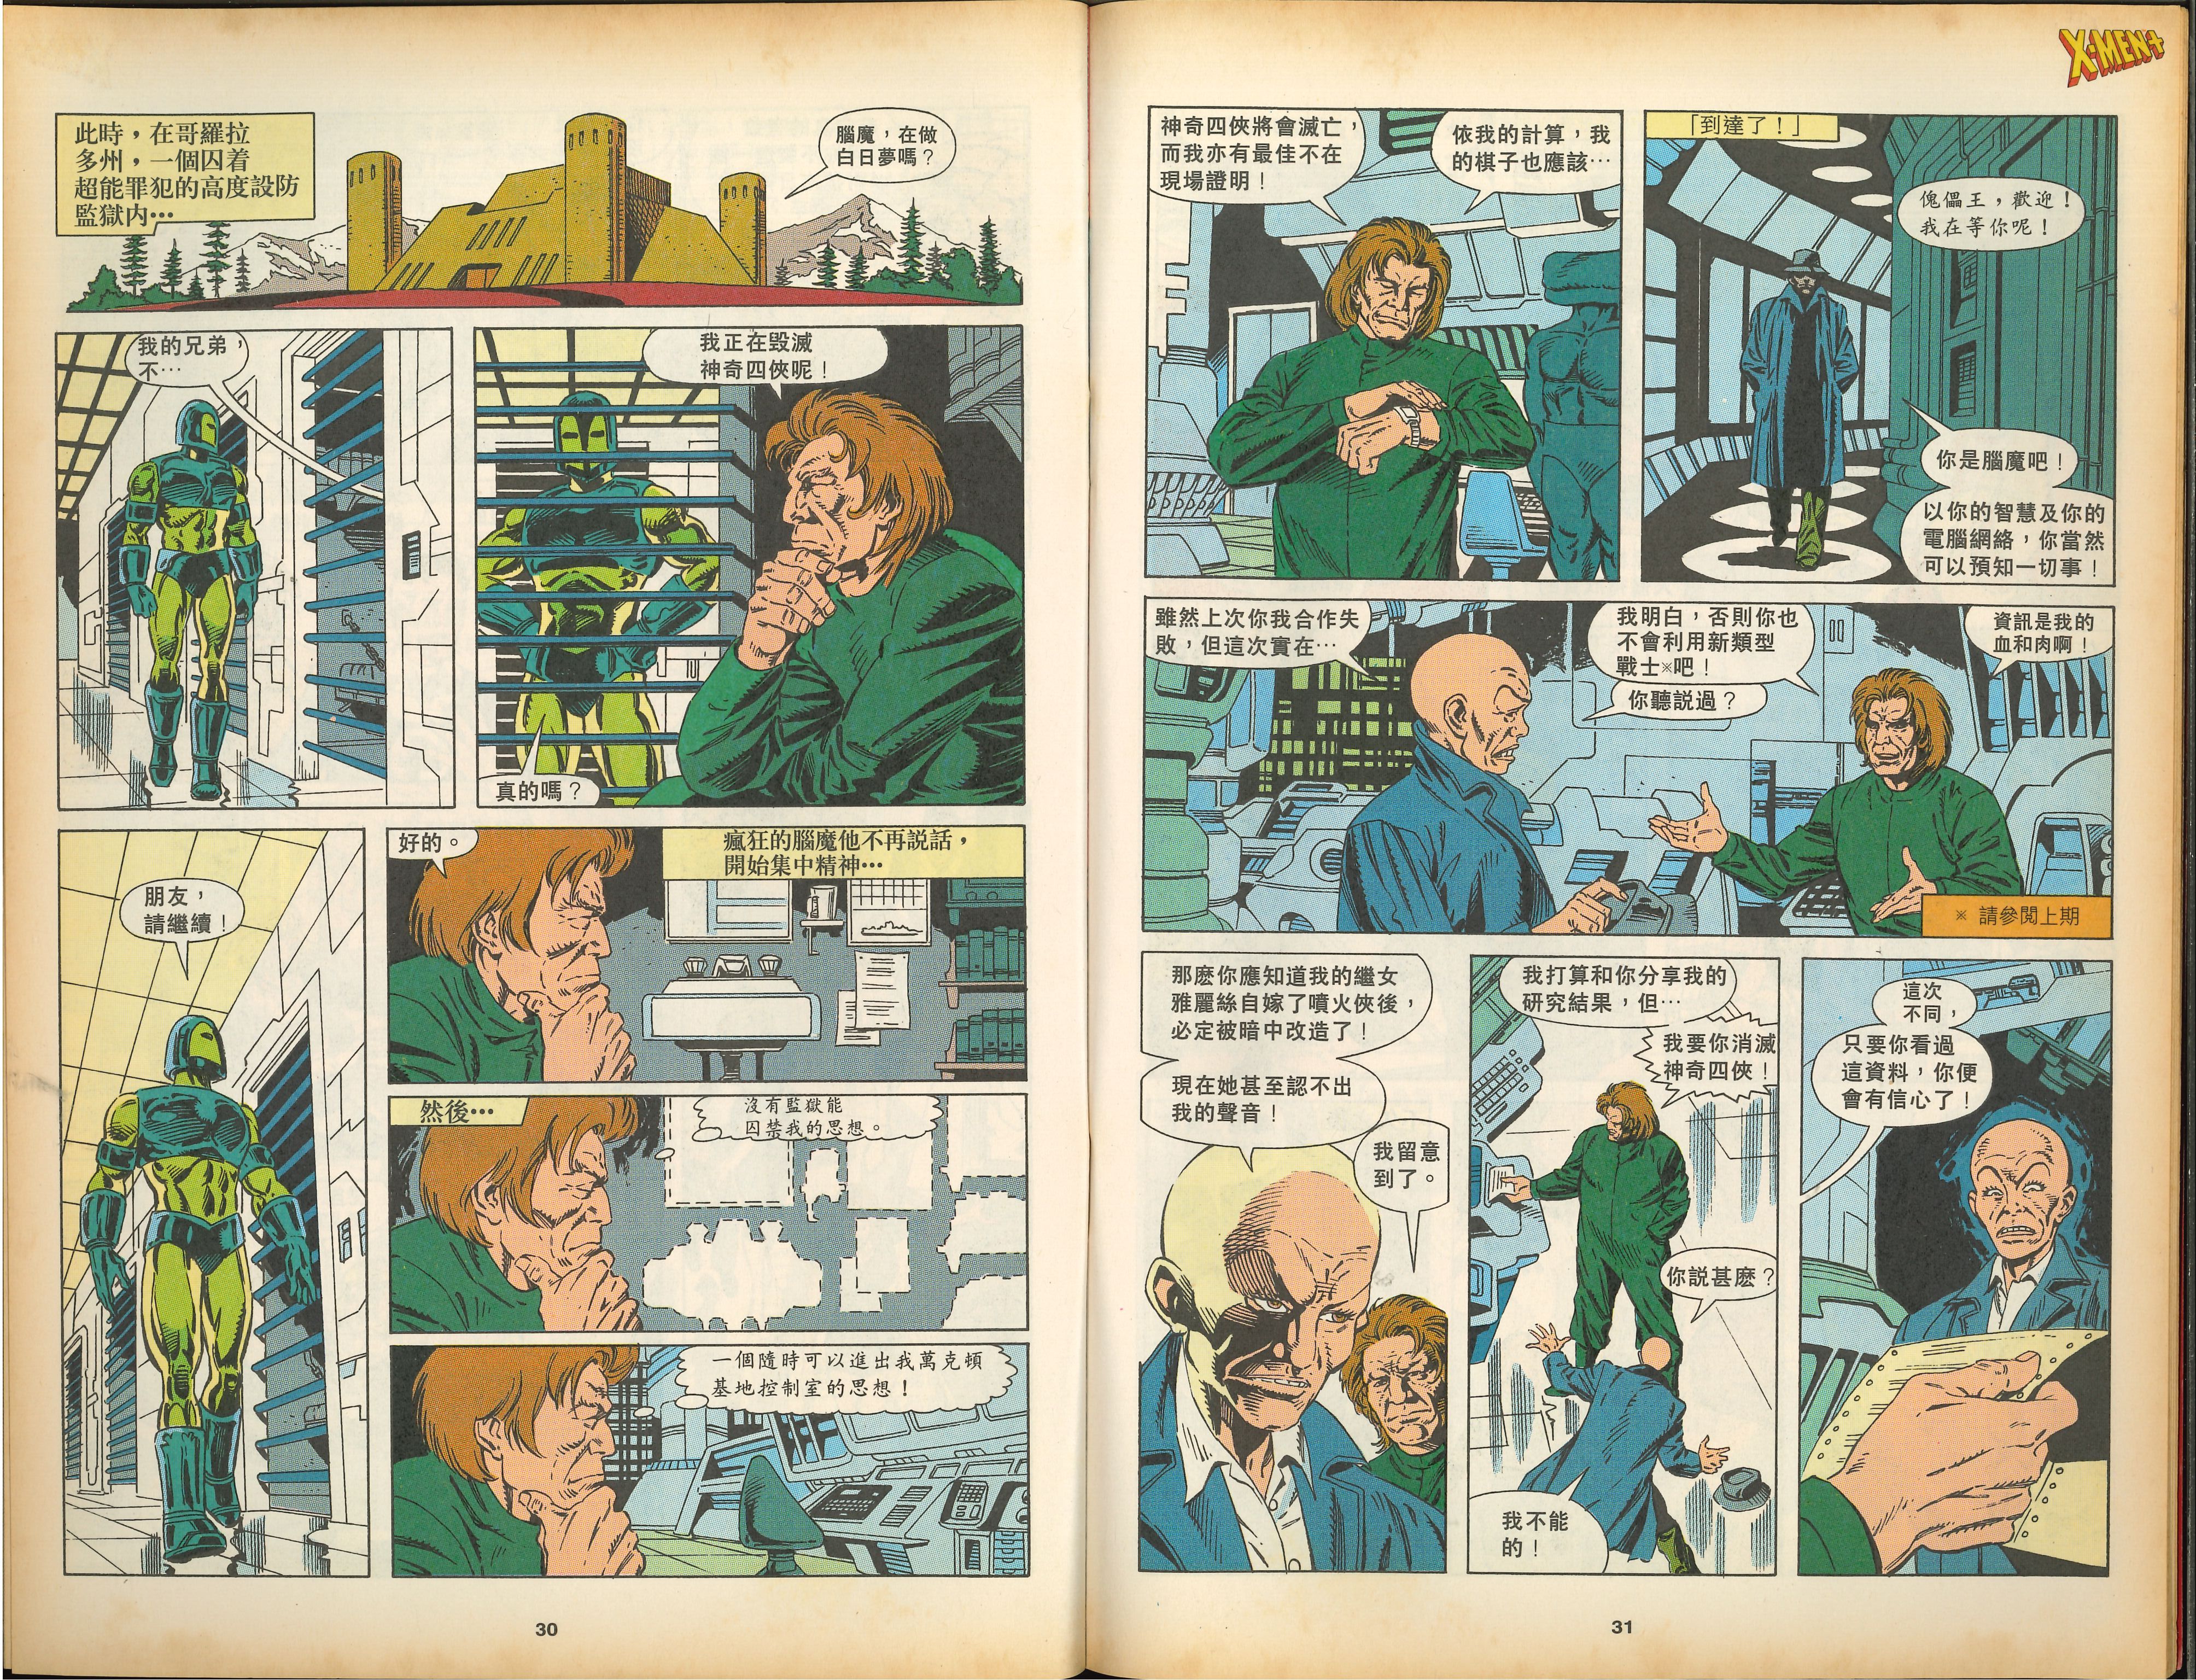 此時,在哥羅拉
多州,一個囚着
超能罪犯的高度設防
監獄内…
腦魔,在做
白日夢嗎?
我的兄弟,
不…
我正在毀滅
神奇四俠呢!
真的嗎?
朋友,
請繼續!
好的。
瘋狂的腦魔他不再説話,
開始集中精神…
然後…
沒有監獄能
囚禁我的思想。
一個隨時可以進出我萬克頓
基地控制室的思想!
30
X-MEN+
神奇四俠將會滅亡,
而我亦有最佳不在
現場證明!
依我的計算,我
的棋子也應該…
「到達了!」
傀儡王,歡迎!
我在等你呢!
你是腦魔吧!
以你的智慧及你的
電腦網絡,你當然
可以預知一切事!
雖然上次你我合作失
敗,但這次實在…
我明白,否則你也
不會利用新類型
戰士※吧!
你聽説過?
資訊是我的
血和肉啊!
※ 請參閲上期
那麽你應知道我的繼女
雅麗絲自嫁了噴火俠後,
必定被暗中改造了!
現在她甚至認不出
我的聲音!
我留意
到了。
我打算和你分享我的
研究結果,但…
我要你消滅
神奇四俠!
你説甚麽?
我不能
的!
這次
不同,
只要你看過
這資料,你便
會有信心了!
31